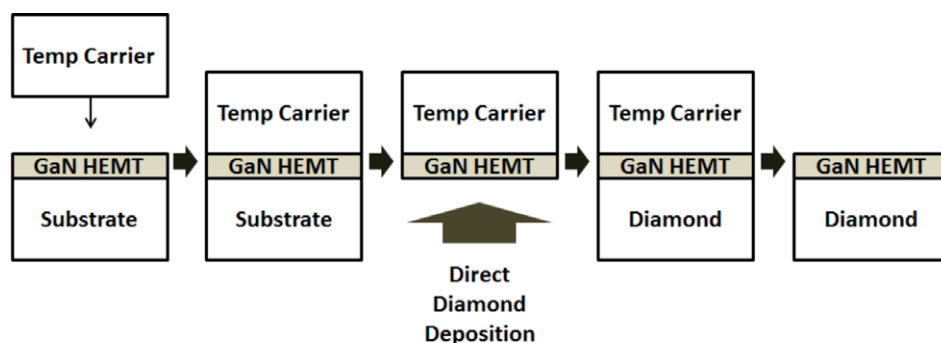 Temp Carrier
GaN HEMT
Substrate
Temp Carrier
GaN HEMT
Substrate
Temp Carrier
GaN HEMT
Direct
Diamond
Deposition
Temp Carrier
GaN HEMT
Diamond
GaN HEMT
Diamond